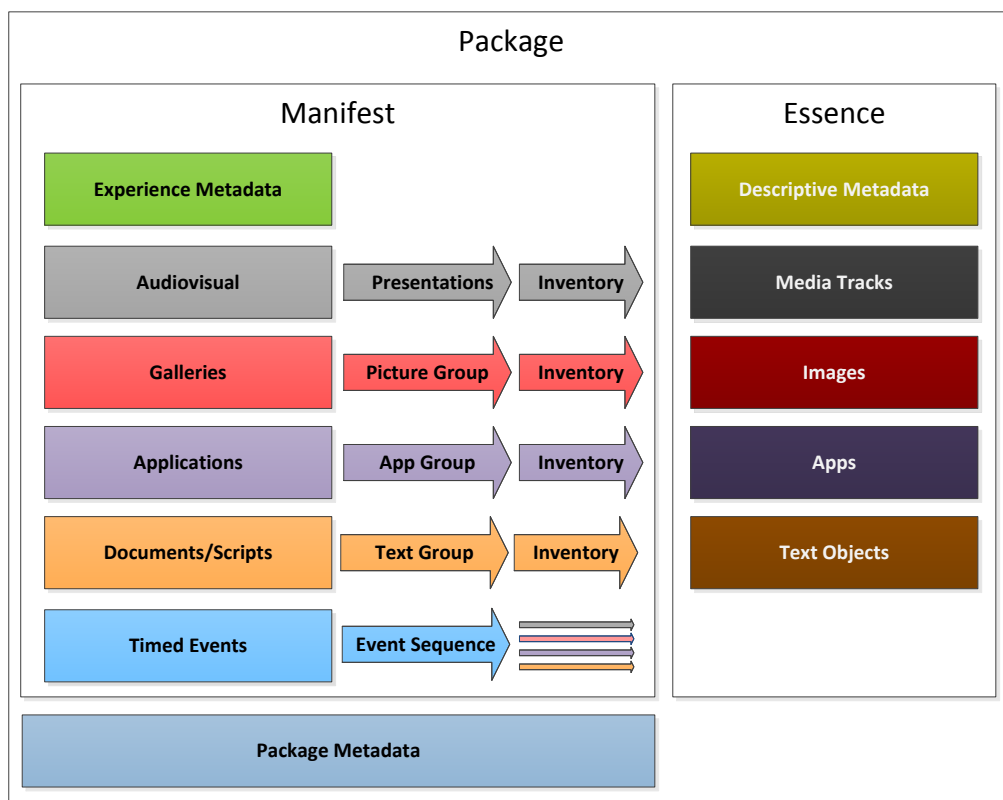 Package
Manifest
Essence
Experience Metadata
Descriptive Metadata
Audiovisual
Presentations
Inventory
Media Tracks
Galleries
Picture Group
Inventory
Images
Applications
App Group
Inventory
Apps
Documents/Scripts
Text Group
Inventory
Text Objects
Timed Events
Event Sequence
Package Metadata